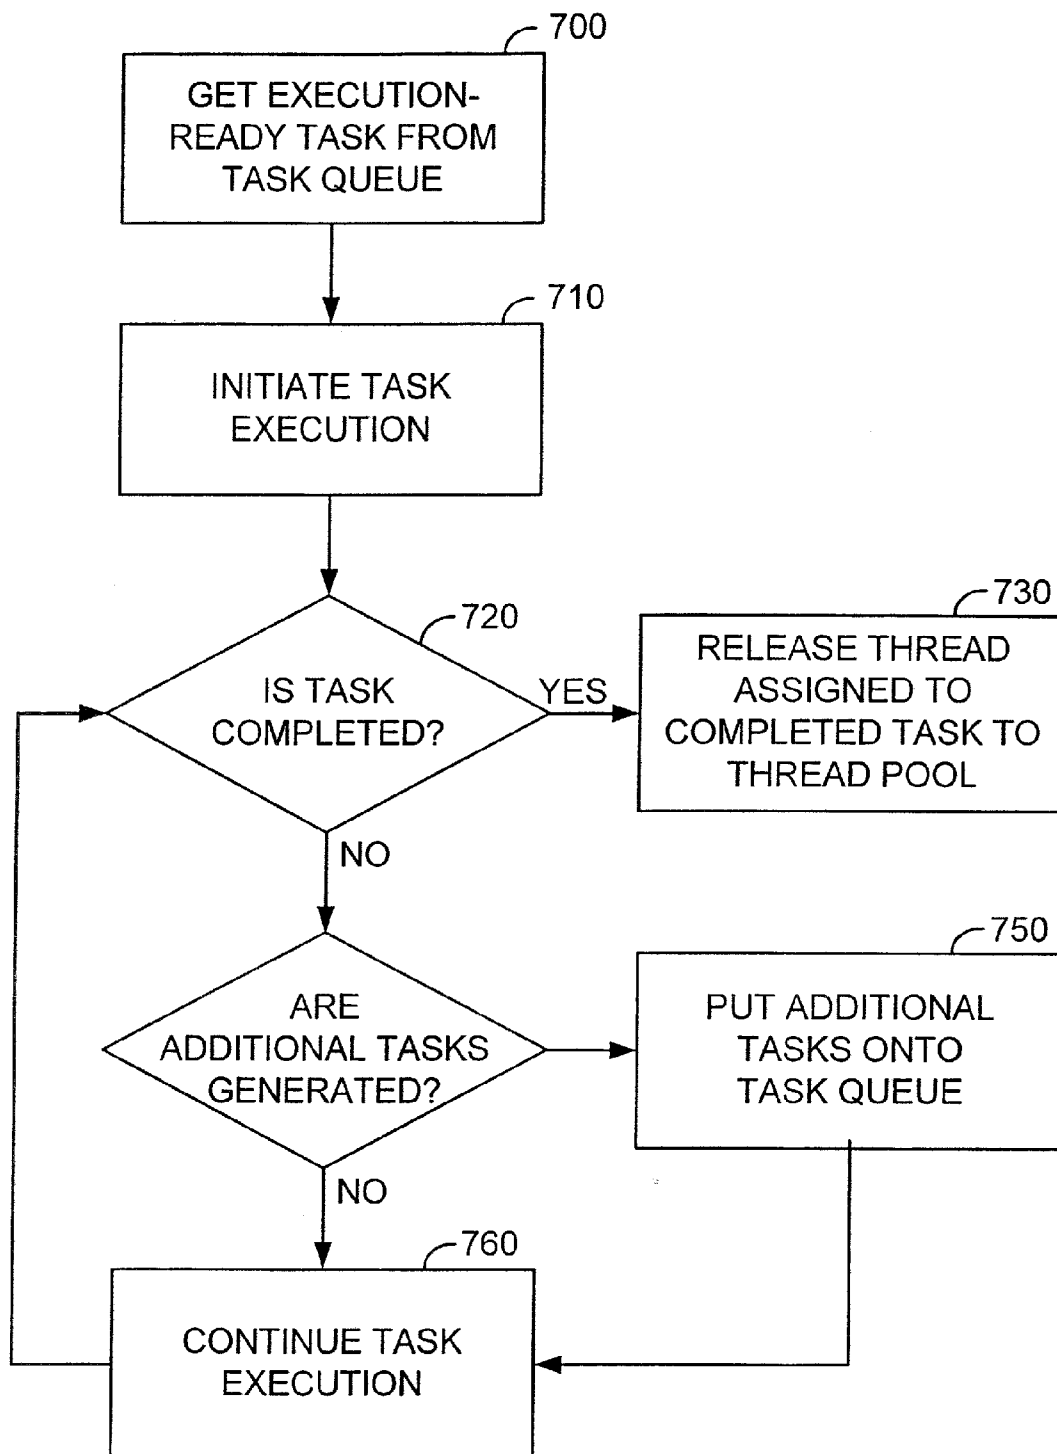 700
GET EXECUTION-
READY TASK FROM
TASK QUEUE
710
INITIATE TASK
EXECUTION
720
IS TASK
COMPLETED?
YES
730
RELEASE THREAD
ASSIGNED TO
COMPLETED TASK TO
THREAD POOL
NO
ARE
ADDITIONAL TASKS
GENERATED?
750
PUT ADDITIONAL
TASKS ONTO
TASK QUEUE
NO
760
CONTINUE TASK
EXECUTION